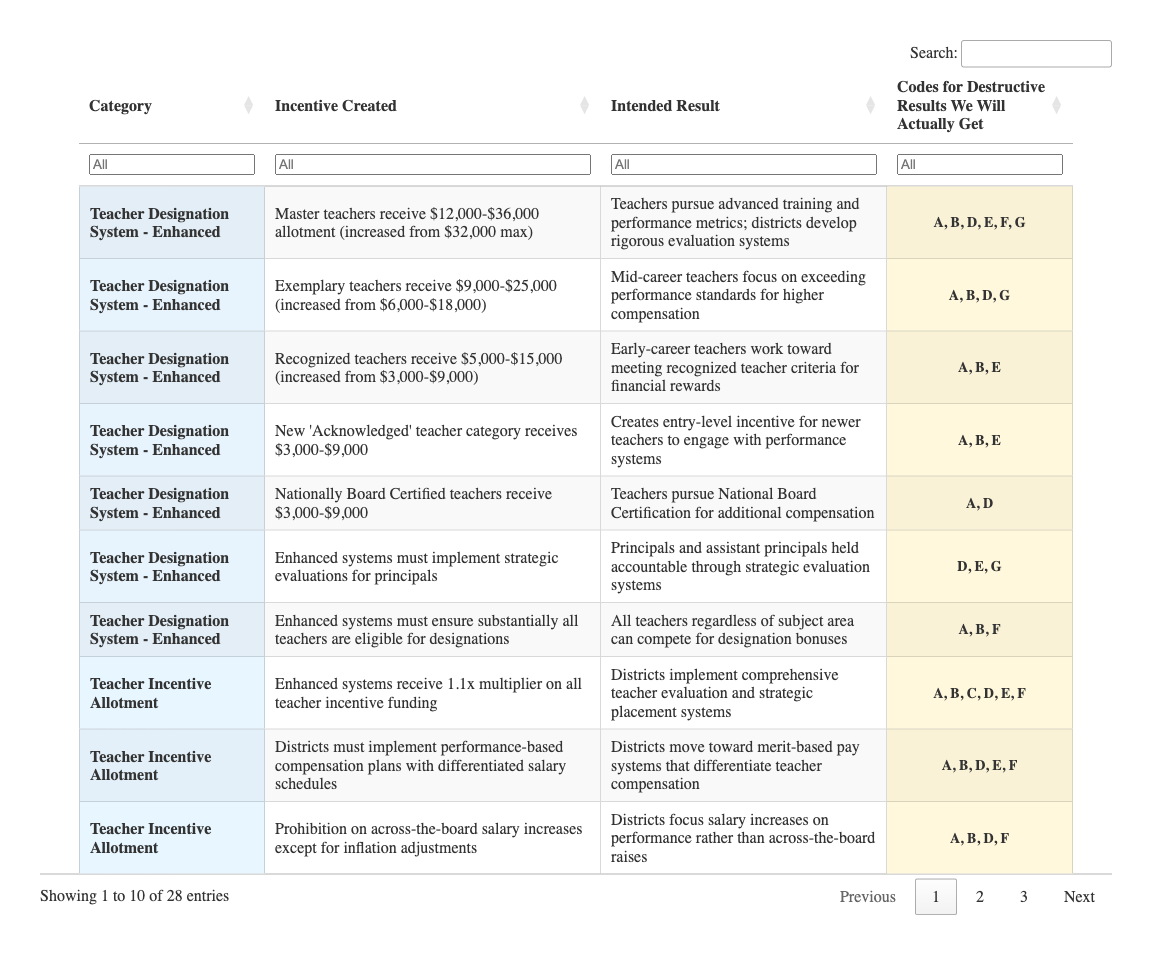 Search:
Category
Incentive Created
Intended Result
Codes for Destructive
Results We Will
Actually Get
All
All
All
All
Teacher Designation
System - Enhanced
Master teachers receive $12,000-$36,000
allotment (increased from $32,000 max)
Teachers pursue advanced training and
performance metrics; districts develop
rigorous evaluation systems
A, B, D, E, F, G
Teacher Designation
System - Enhanced
Exemplary teachers receive $9,000-$25,000
(increased from $6,000-$18,000)
Mid-career teachers focus on exceeding
performance standards for higher
compensation
A, B, D, G
Teacher Designation
System - Enhanced
Recognized teachers receive $5,000-$15,000
(increased from $3,000-$9,000)
Early-career teachers work toward
meeting recognized teacher criteria for
financial rewards
A, B, E
Teacher Designation
System - Enhanced
New 'Acknowledged' teacher category receives
$3,000-$9,000
Creates entry-level incentive for newer
teachers to engage with performance
systems
A, B, E
Teacher Designation
System - Enhanced
Nationally Board Certified teachers receive
$3,000-$9,000
Teachers pursue National Board
Certification for additional compensation
A, D
Teacher Designation
System - Enhanced
Enhanced systems must implement strategic
evaluations for principals
Principals and assistant principals held
accountable through strategic evaluation
systems
D, E, G
Teacher Designation
System - Enhanced
Enhanced systems must ensure substantially all
teachers are eligible for designations
All teachers regardless of subject area
can compete for designation bonuses
A, B, F
Teacher Incentive
Allotment
Enhanced systems receive 1.1x multiplier on all
teacher incentive funding
Districts implement comprehensive
teacher evaluation and strategic
placement systems
A, B, C, D, E, F
Teacher Incentive
Allotment
Districts must implement performance-based
compensation plans with differentiated salary
schedules
Districts move toward merit-based pay
systems that differentiate teacher
compensation
A, B, D, E, F
Teacher Incentive
Allotment
Prohibition on across-the-board salary increases
except for inflation adjustments
Districts focus salary increases on
performance rather than across-the-board
raises
A, B, D, F
Showing 1 to 10 of 28 entries
Previous 1 2 3 Next